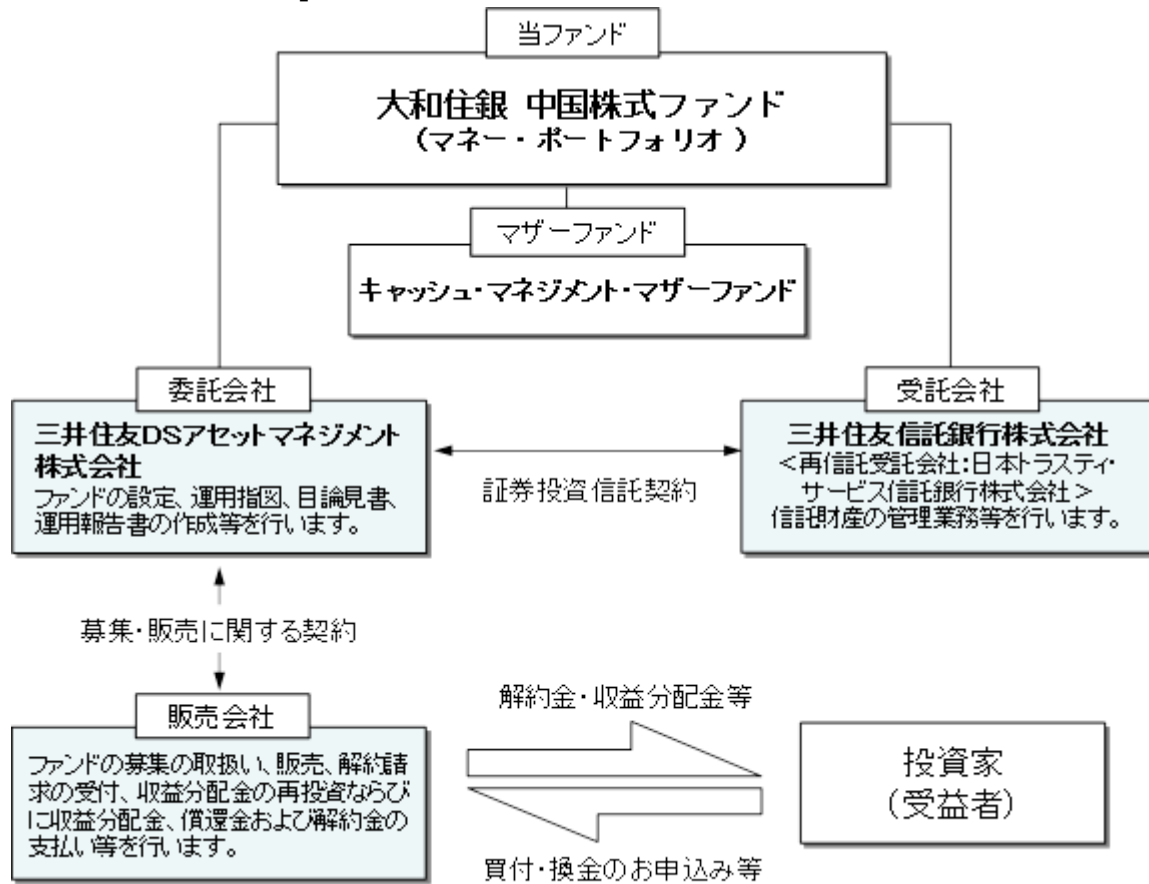 当ファンド
大和住銀 中国株式ファンド
(マネー・ポートフォリオ)
マザーファンド
キャッシュ・マネジメント・マザーファンド
委託会社
三井住友DSアセットマネジメント
株式会社
ファンドの設定、運用指図、目論見書、
運用報告書の作成等を行います。
証券投資信託契約
受託会社
三井住友信託銀行株式会社
<再信託受託会社:日本トラスティ・
サービス信託銀行株式会社>
信託財産の管理業務等を行います。
募集・販売に関する契約
販売会社
ファンドの募集の取扱い、販売、解約請
求の受付、収益分配金の再投資ならび
に収益分配金、償還金および解約金の
支払い等を行います。
解約金・収益分配金等
買付・換金のお申込み等
投資家
(受益者)